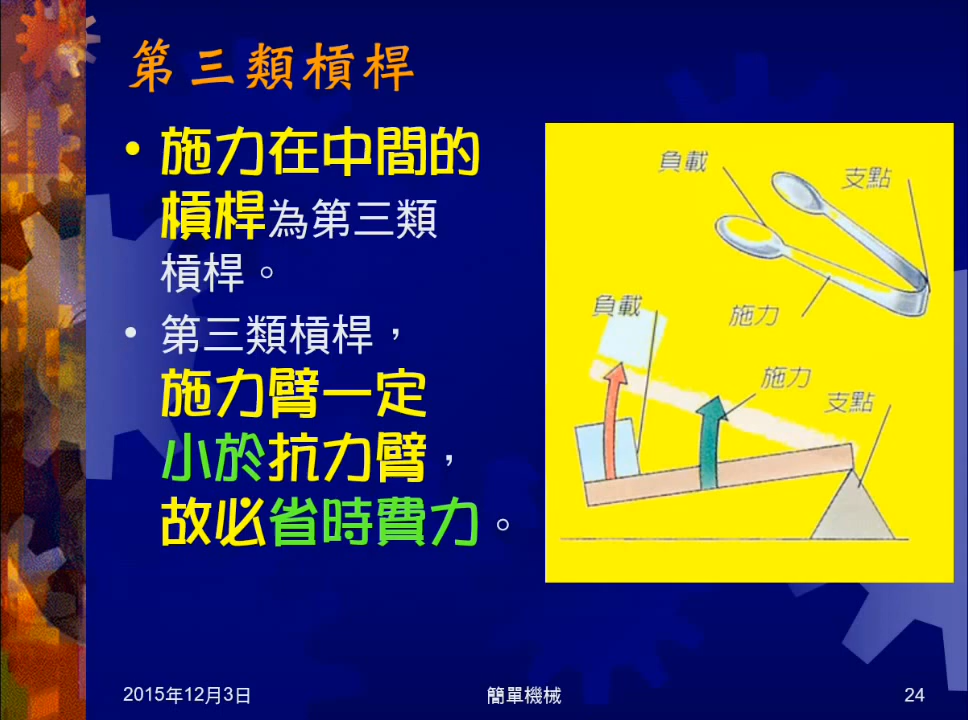 第三類槓桿
• 施力在中間的
槓桿為第三類
槓桿。
• 第三類槓桿，
施力臂一定
小於抗力臂，
故必省時費力。
負載
支點
施力
負載
施力
支點
2015年12月3日
簡單機械
24